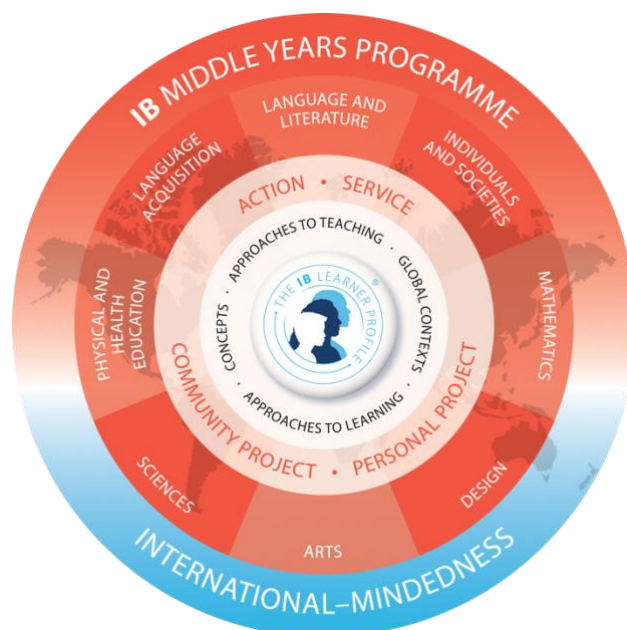 IB MIDDLE YEARS PROGRAMME
LANGUAGE AND
LITERATURE
INDIVIDUALS
AND SOCIETIES
MATHEMATICS
DESIGN
ARTS
SCIENCES
PHYSICAL AND
HEALTH
EDUCATION
LANGUAGE
ACQUISITION
ACTION • SERVICE
COMMUNITY PROJECT • PERSONAL PROJECT
APPROACHES TO TEACHING · GLOBAL CONTEXTS ·
APPROACHES TO LEARNING · CONCEPTS ·
THE IB LEARNER PROFILE ®
INTERNATIONAL–MINDEDNESS